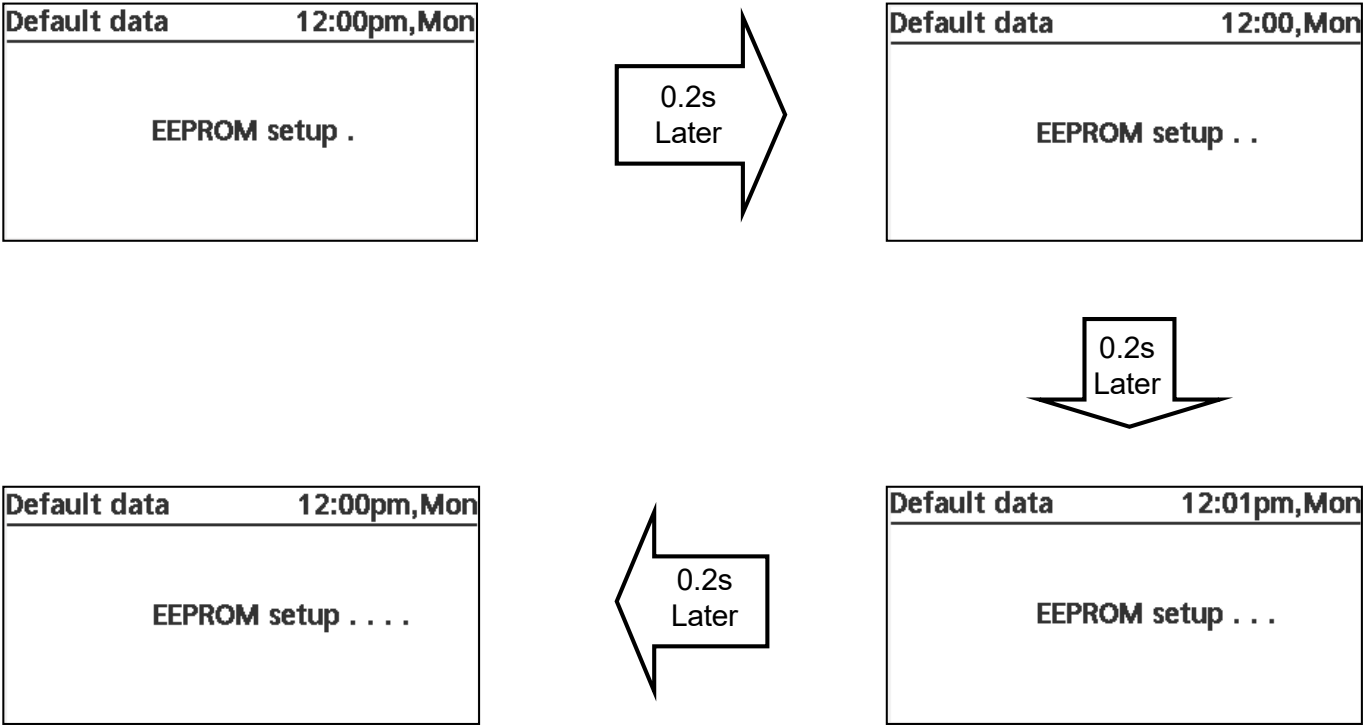 Default data 12:00pm,Mon
EEPROM setup .
0.2s
Later
Default data 12:00,Mon
EEPROM setup . .
0.2s
Later
Default data 12:01pm,Mon
EEPROM setup . . .
0.2s
Later
Default data 12:00pm,Mon
EEPROM setup . . . .